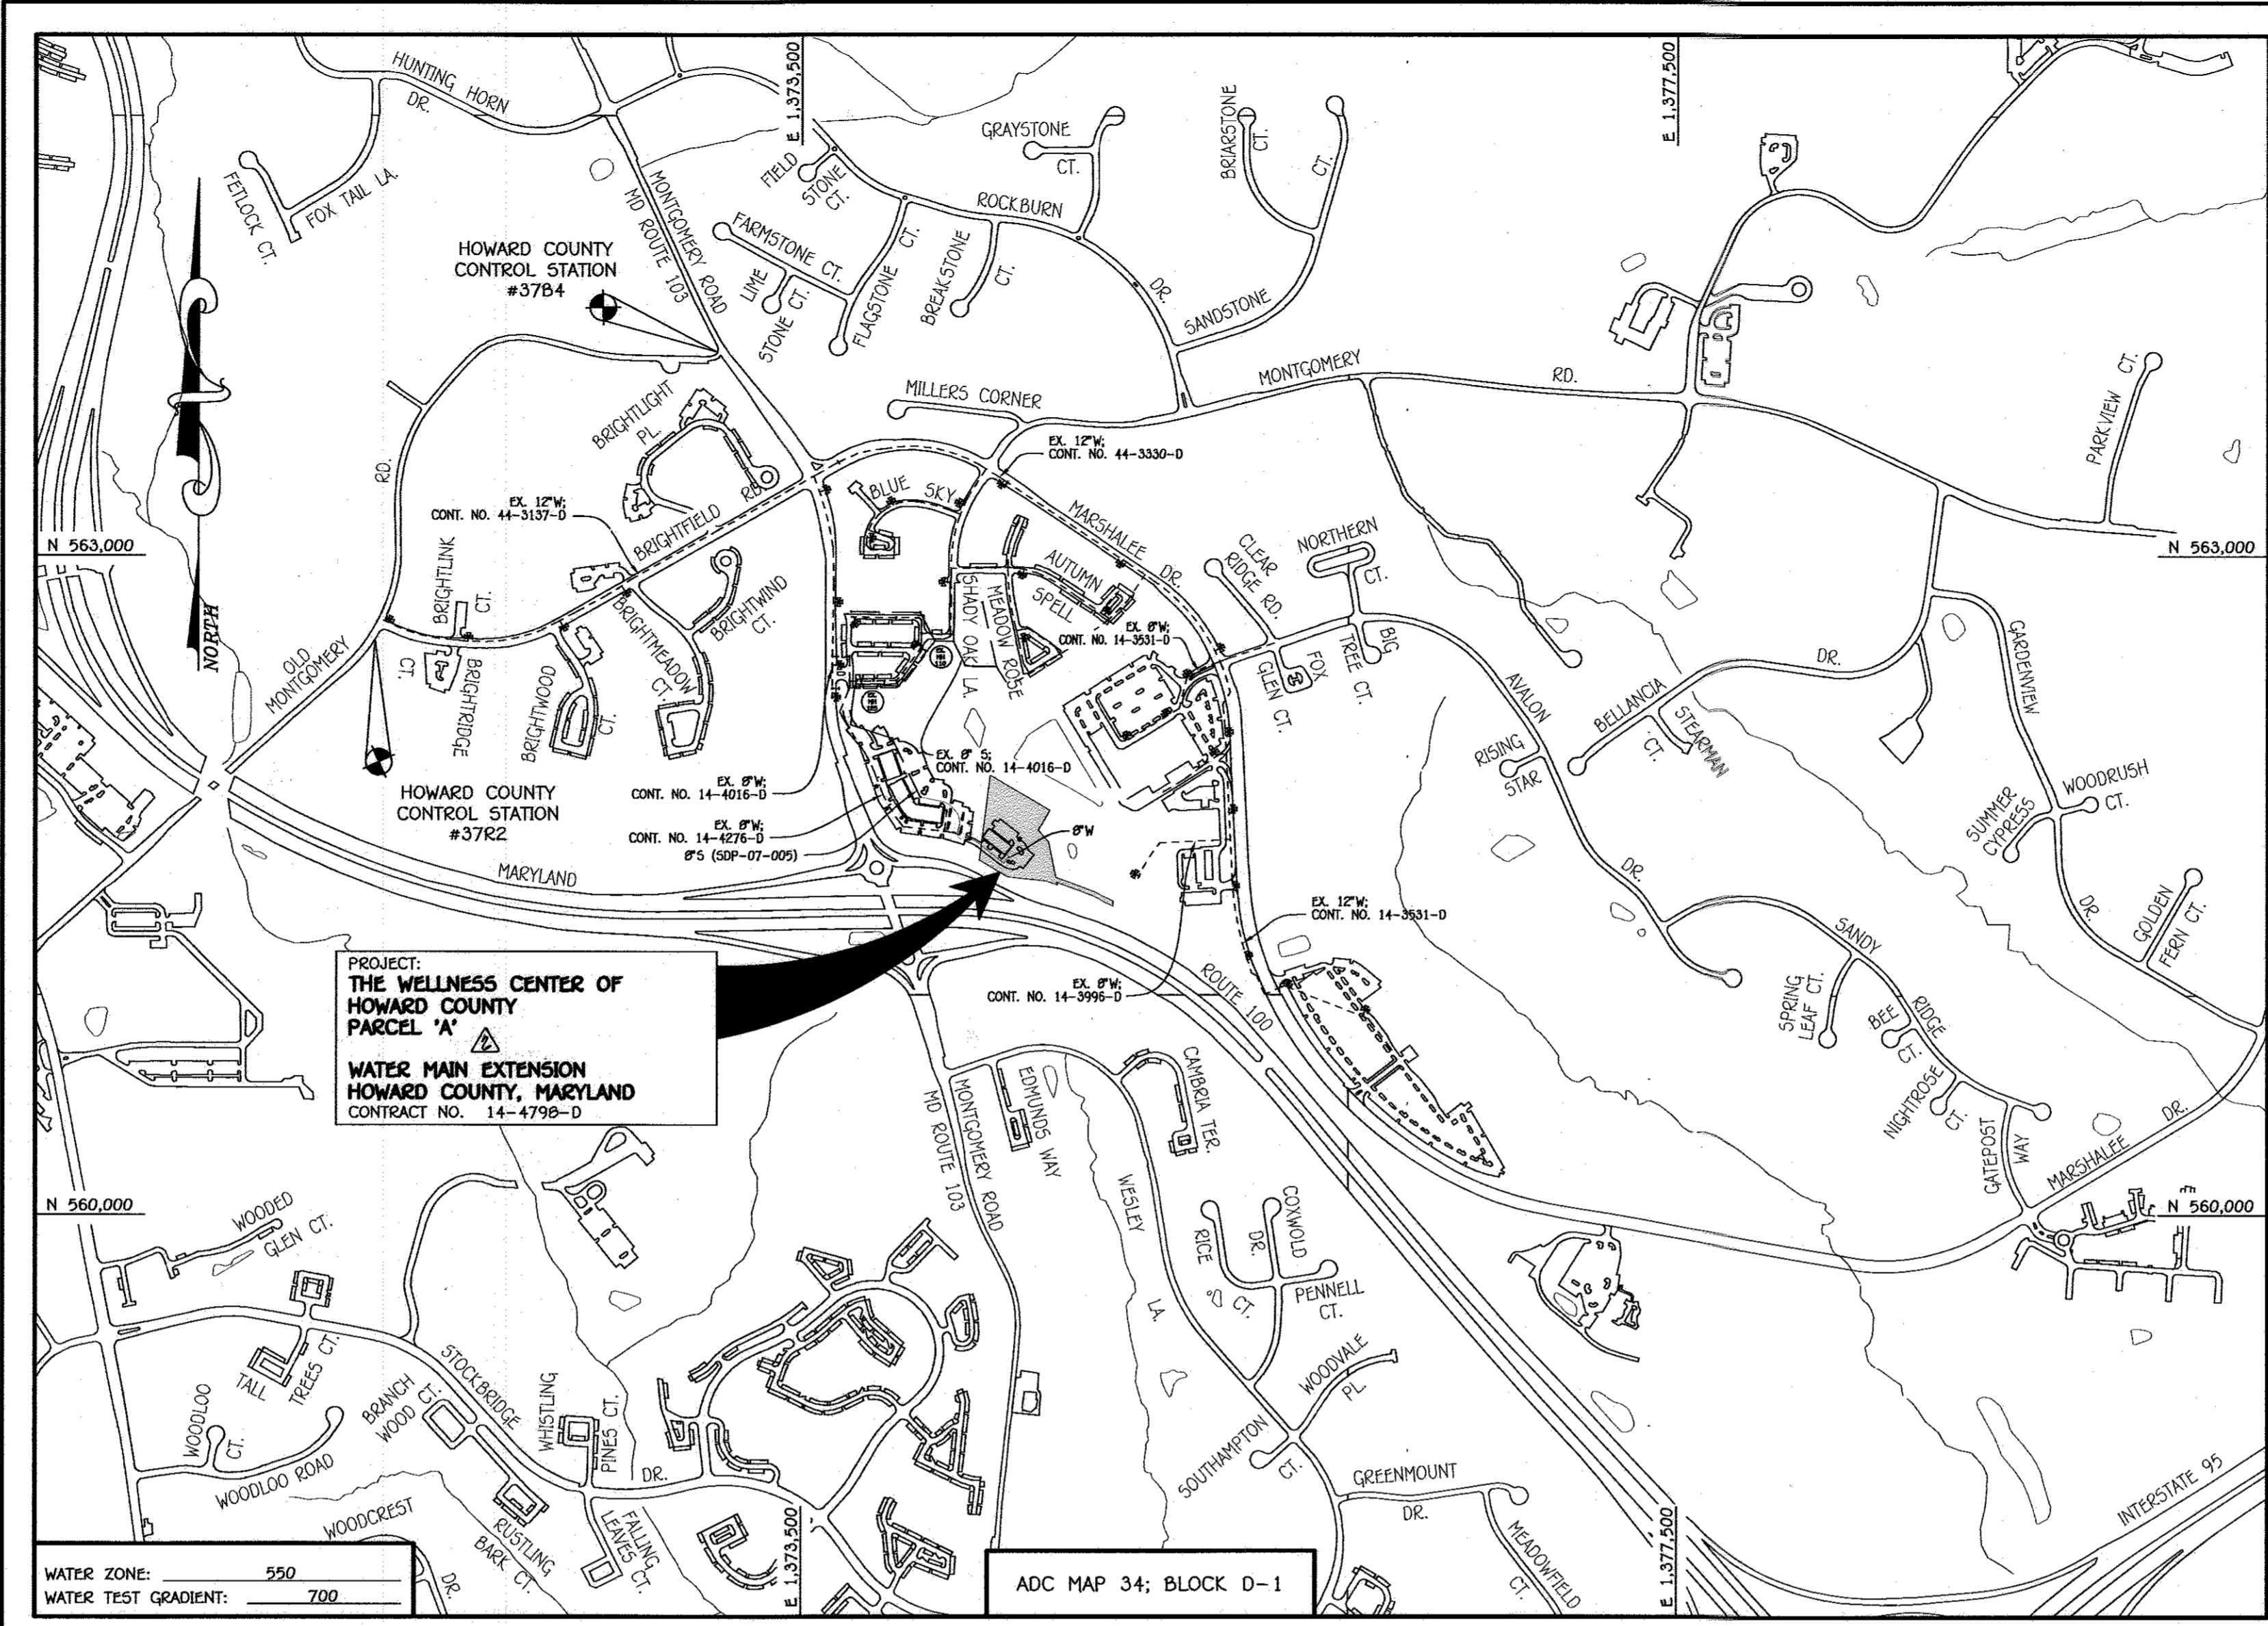 HUNTING HORN
DR.
FETLOCK CT.
FOX TAIL LA.
E 1,373,500
E 1,377,500
MONTGOMERY ROAD
MD ROUTE 103
FIELD
STONE
CT.
GRAYSTONE
CT.
BRIARSTONE
CT.
CT.
ROCKBURN
DR.
FARMSTONE CT.
LIME
STONE CT.
FLAGSTONE
CT.
BREAKSTONE
CT.
SANDSTONE
HOWARD COUNTY
CONTROL STATION
#37B4
MONTGOMERY
RD.
MILLERS CORNER
PARKVIEW CT.
BRIGHTLIGHT
PL.
RD.
EX. 12"W;
CONT. NO. 44-3330-D
EX. 12"W;
CONT. NO. 44-3137-D
BRIGHTFIELD
RD.
BLUE SKY
MARSHALEE
DR.
N 563,000
N 563,000
NORTH
BRIGHTLINK
CT.
AUTUMN
SPELL
CLEAR
RIDGE RD.
NORTHERN
CT.
SHADY OAK LA.
MEADOW ROSE
BRIGHTWIND
CT.
BRIGHTMEADOW
CT.
EX. 8"W;
CONT. NO. 14-3531-D
OLD
MONTGOMERY
CT.
BRIGHTRIDGE
BRIGHTWOOD
CT.
GLEN CT.
FOX
TREE CT.
BIG
AVALON
DR.
BELLANCIA
DR.
CT.
STEARMAN
GARDENVIEW
DR.
RISING
STAR
WOODRUSH
CT.
SUMMER
CYPRESS
EX. 8" S;
CONT. NO. 14-4016-D
EX. 8"W;
CONT. NO. 14-4016-D
EX. 8"W;
CONT. NO. 14-4276-D
8"S (SDP-07-005)
8"W
HOWARD COUNTY
CONTROL STATION
#37R2
MARYLAND
ROUTE 100
EX. 12"W;
CONT. NO. 14-3531-D
EX. 8"W;
CONT. NO. 14-3996-D
GOLDEN
FERN CT.
SANDY
RIDGE
SPRING
LEAF CT.
BEE
CT.
NIGHTROSE
CT.
GATEPOST
WAY
MARSHALEE
DR.
PROJECT:
THE WELLNESS CENTER OF
HOWARD COUNTY
PARCEL 'A'
2
WATER MAIN EXTENSION
HOWARD COUNTY, MARYLAND
CONTRACT NO. 14-4798-D
MD ROUTE 103
MONTGOMERY ROAD
EDMUNDS WAY
CAMBRIA TER.
WESLEY
LA.
N 560,000
N 560,000
WOODED
GLEN CT.
RICE
CT.
COXWOLD
DR.
PENNELL
CT.
WOODVALE
PL.
TALL
TREES CT.
STOCKBRIDGE
DR.
BRANCH
WOOD CT.
WOODLOO
CT.
WOODLOO ROAD
WHISTLING
PINES CT.
SOUTHAMPTON
CT.
GREENMOUNT
DR.
MEADOWFIELD
CT.
WOODCREST
DR.
RUSTLING
BARK CT.
FALLING
LEAVES CT.
INTERSTATE 95
E 1,373,500
E 1,377,500
WATER ZONE: 550
WATER TEST GRADIENT: 700
ADC MAP 34; BLOCK D-1